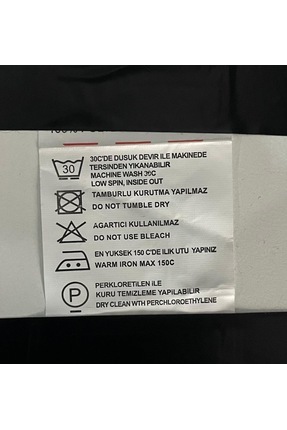 30C'DE DUSUK DEVIR ILE MAKINEDE
TERSINDEN YIKANABILIR
MACHINE WASH 30C
LOW SPIN, INSIDE OUT
30
TAMBURLU KURUTMA YAPILMAZ
DO NOT TUMBLE DRY
AGARTICI KULLANILMAZ
DO NOT USE BLEACH
EN YUKSEK 150 C'DE ILIK UTU YAPINIZ
WARM IRON MAX 150C
P
PERKLORETILEN ILE
KURU TEMIZLEME YAPILABILIR
DRY CLEAN WTH PERCHLOROETHYLENE